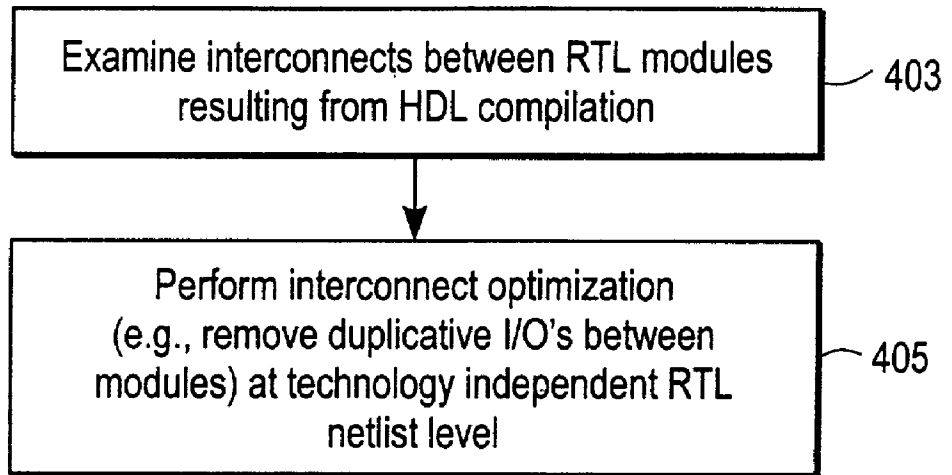 Examine interconnects between RTL modules
resulting from HDL compilation
403
Perform interconnect optimization
(e.g., remove duplicative I/O's between
modules) at technology independent RTL
netlist level
405